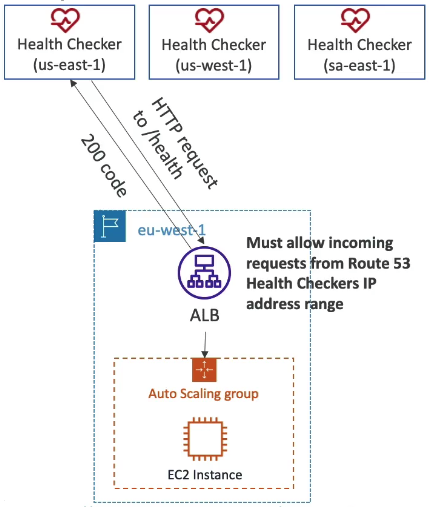 Health Checker
(us-east-1)
Health Checker
(us-west-1)
Health Checker
(sa-east-1)
HTTP request
to /health
200 code
eu-west-1
Must allow incoming
requests from Route 53
Health Checkers IP
address range
ALB
Auto Scaling group
EC2 Instance